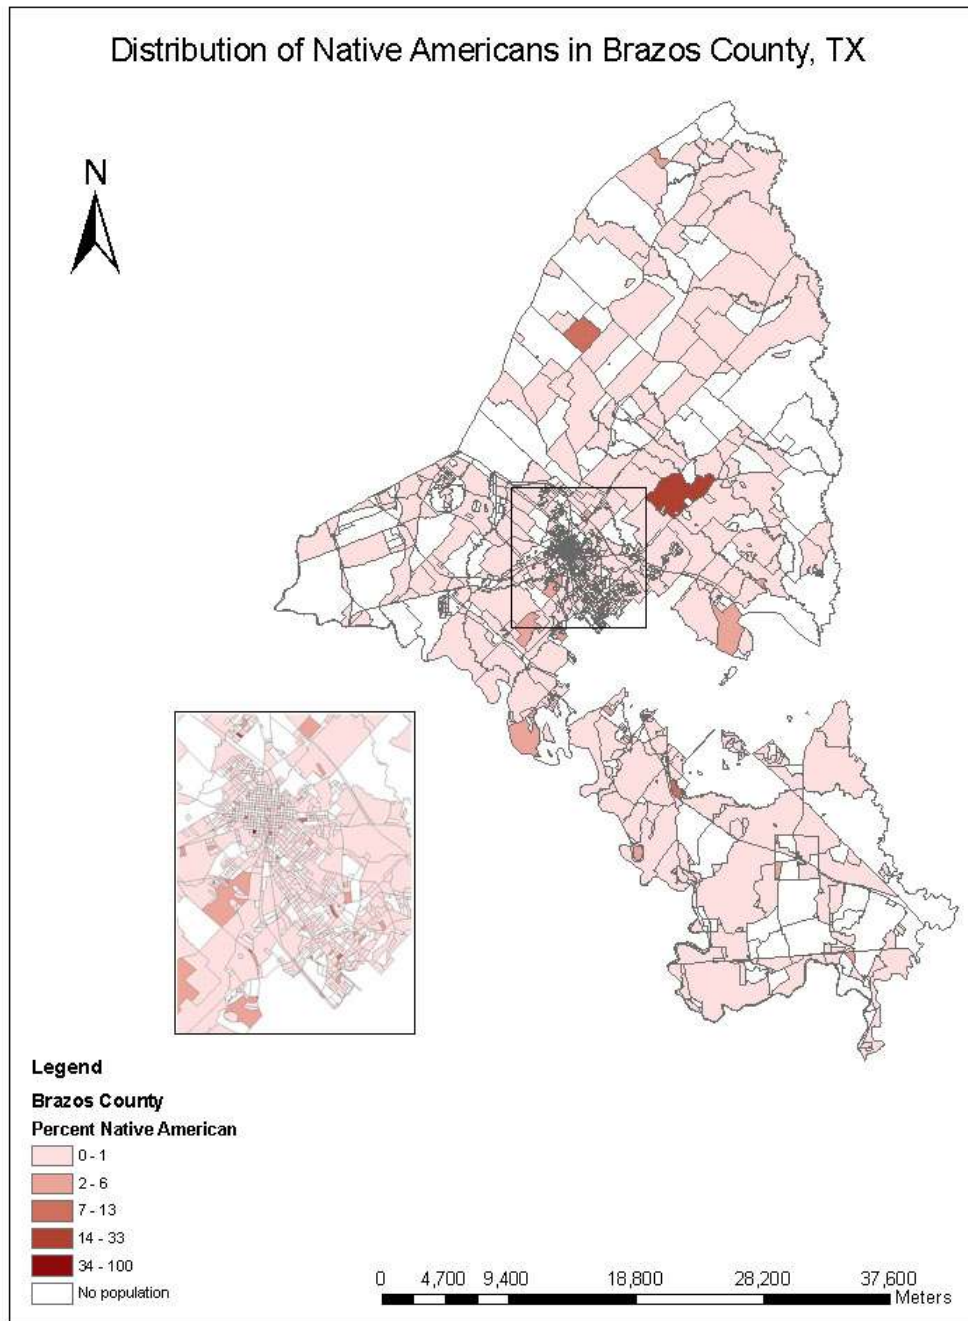 Distribution of Native Americans in Brazos County, TX
N
Legend
Brazos County
Percent Native American
0 - 1
2 - 6
7 - 13
14 - 33
34 - 100
No population
0 4,700 9,400 18,800 28,200 37,600
Meters